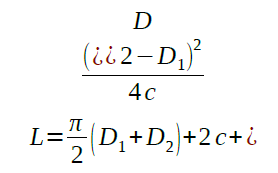 D
(¿¿2−D₁)²
4c
L=π/2(D₁+D₂)+2c+¿